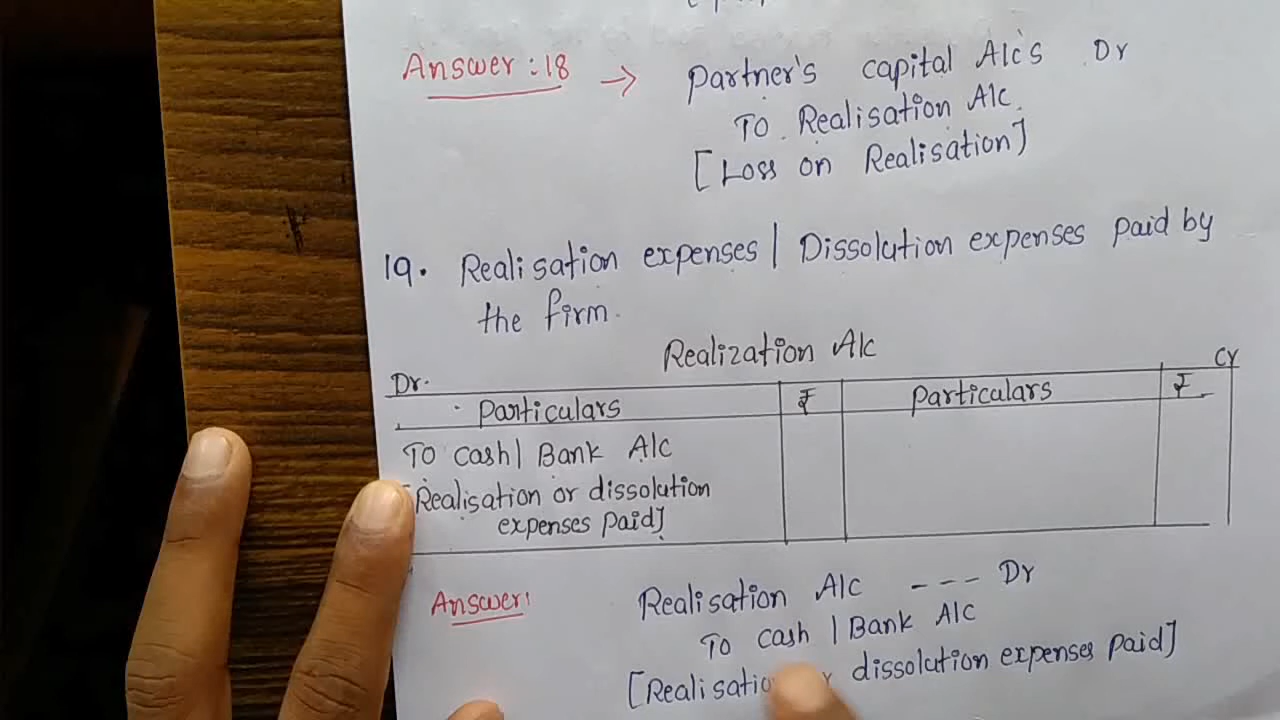 Answer:18 → Partner's capital A/c's Dr
To Realisation A/c.
[Loss on Realisation]
19. Realisation expenses | Dissolution expenses paid by
the firm.
Realization A/c
Dr. Cr
Particulars ₹ Particulars ₹
To cash | Bank A/c
[Realisation or dissolution
expenses paid]
Answer: Realisation A/c --- Dr
To cash | Bank A/c
[Realisation dissolution expenses paid]